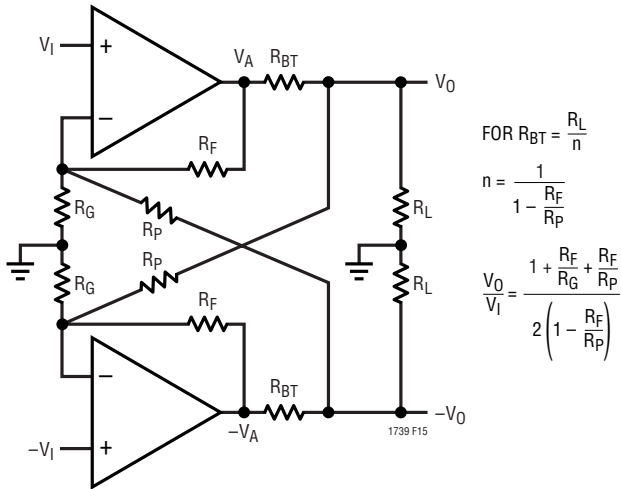 V_I
+
−
V_A
R_BT
V_O
R_F
R_G
R_P
R_L
R_G
R_P
R_L
R_F
−
+
−V_I
R_BT
−V_A
−V_O
1739 F15
FOR R_BT = R_L/n
n = 1/(1 − R_F/R_P)
V_O/V_I = (1 + R_F/R_G + R_F/R_P)/(2(1 − R_F/R_P))